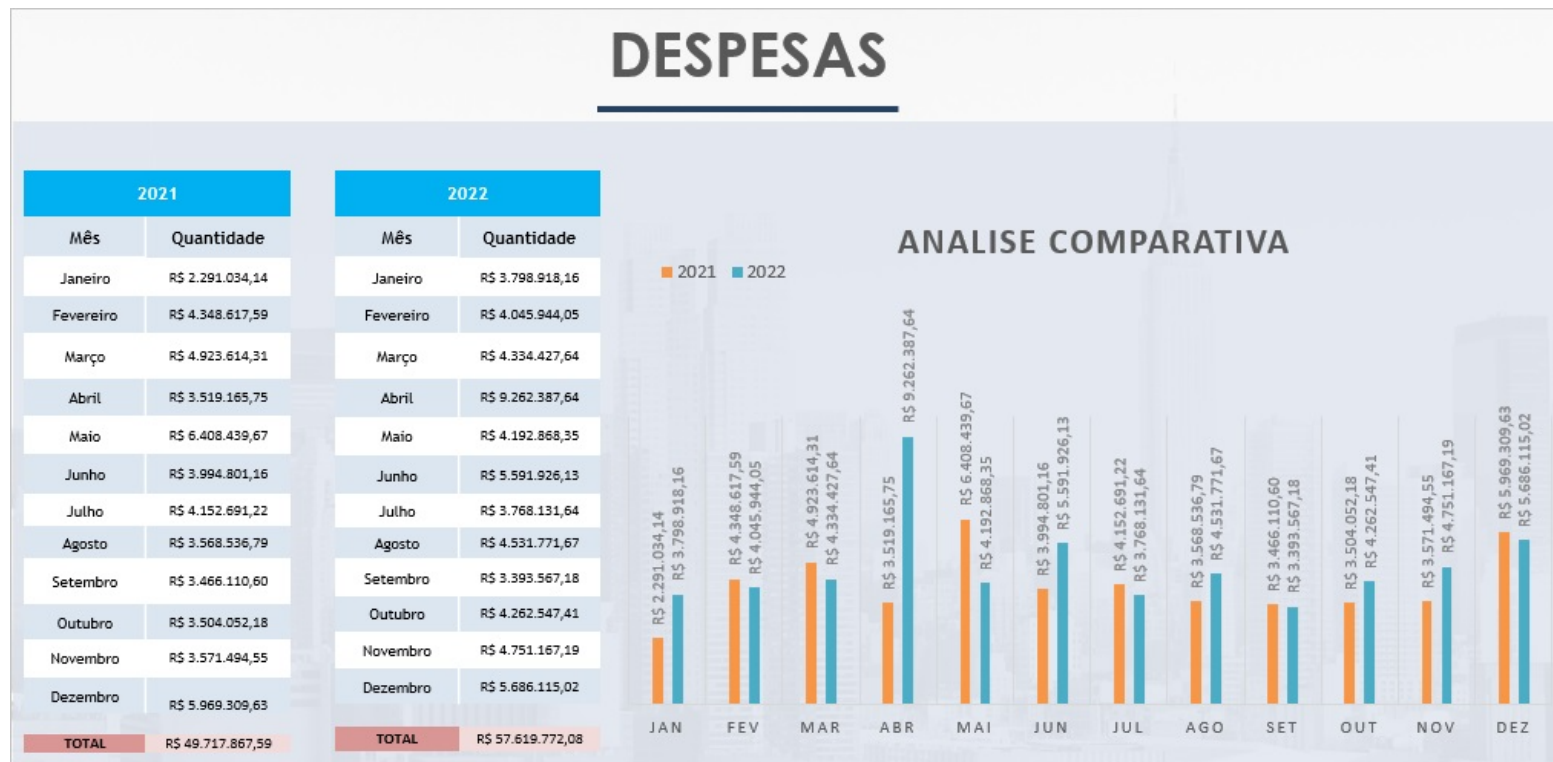 DESPESAS
2021
Mês Quantidade
Janeiro R$ 2.291.034,14
Fevereiro R$ 4.348.617,59
Março R$ 4.923.614,31
Abril R$ 3.519.165,75
Maio R$ 6.408.439,67
Junho R$ 3.994.801,16
Julho R$ 4.152.691,22
Agosto R$ 3.568.536,79
Setembro R$ 3.466.110,60
Outubro R$ 3.504.052,18
Novembro R$ 3.571.494,55
Dezembro R$ 5.969.309,63
TOTAL R$ 49.717.867,59
2022
Mês Quantidade
Janeiro R$ 3.798.918,16
Fevereiro R$ 4.045.944,05
Março R$ 4.334.427,64
Abril R$ 9.262.387,64
Maio R$ 4.192.868,35
Junho R$ 5.591.926,13
Julho R$ 3.768.131,64
Agosto R$ 4.531.771,67
Setembro R$ 3.393.567,18
Outubro R$ 4.262.547,41
Novembro R$ 4.751.167,19
Dezembro R$ 5.686.115,02
TOTAL R$ 57.619.772,08
ANALISE COMPARATIVA
2021 2022
R$ 2.291.034,14
R$ 3.798.918,16
R$ 4.348.617,59
R$ 4.045.944,05
R$ 4.923.614,31
R$ 4.334.427,64
R$ 3.519.165,75
R$ 9.262.387,64
R$ 6.408.439,67
R$ 4.192.868,35
R$ 3.994.801,16
R$ 5.591.926,13
R$ 4.152.691,22
R$ 3.768.131,64
R$ 3.568.536,79
R$ 4.531.771,67
R$ 3.466.110,60
R$ 3.393.567,18
R$ 3.504.052,18
R$ 4.262.547,41
R$ 3.571.494,55
R$ 4.751.167,19
R$ 5.969.309,63
R$ 5.686.115,02
JAN FEV MAR ABR MAI JUN JUL AGO SET OUT NOV DEZ